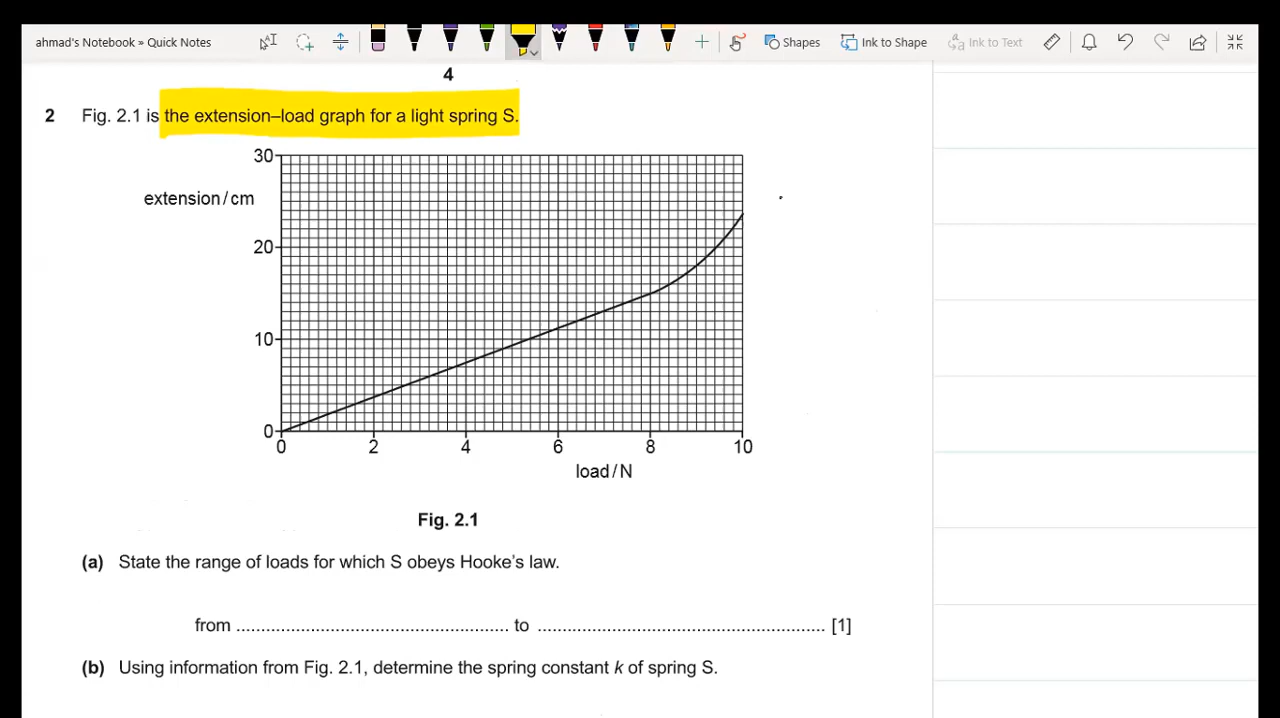 ahmad's Notebook » Quick Notes
Shapes
Ink to Shape
Ink to Text
4
2 Fig. 2.1 is the extension–load graph for a light spring S.
30
extension / cm
20
10
0
0 2 4 6 8 10
load / N
Fig. 2.1
(a) State the range of loads for which S obeys Hooke's law.
from ........................................................ to ........................................................... [1]
(b) Using information from Fig. 2.1, determine the spring constant k of spring S.